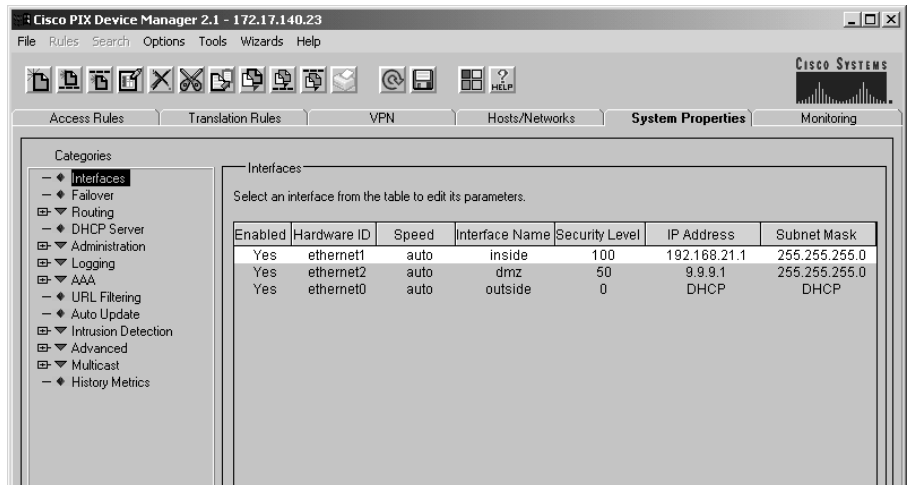 Cisco PIX Device Manager 2.1 - 172.17.140.23
File Rules Search Options Tools Wizards Help
HELP
CISCO SYSTEMS
Access Rules Translation Rules VPN Hosts/Networks System Properties Monitoring
Categories
Interfaces
Failover
Routing
DHCP Server
Administration
Logging
AAA
URL Filtering
Auto Update
Intrusion Detection
Advanced
Multicast
History Metrics
Interfaces
Select an interface from the table to edit its parameters.
Enabled Hardware ID Speed Interface Name Security Level IP Address Subnet Mask
Yes ethernet1 auto inside 100 192.168.21.1 255.255.255.0
Yes ethernet2 auto dmz 50 9.9.9.1 255.255.255.0
Yes ethernet0 auto outside 0 DHCP DHCP